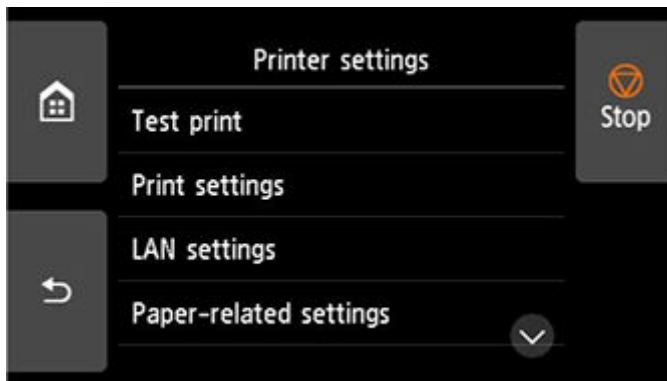 Printer settings
Stop
Test print
Print settings
LAN settings
Paper-related settings